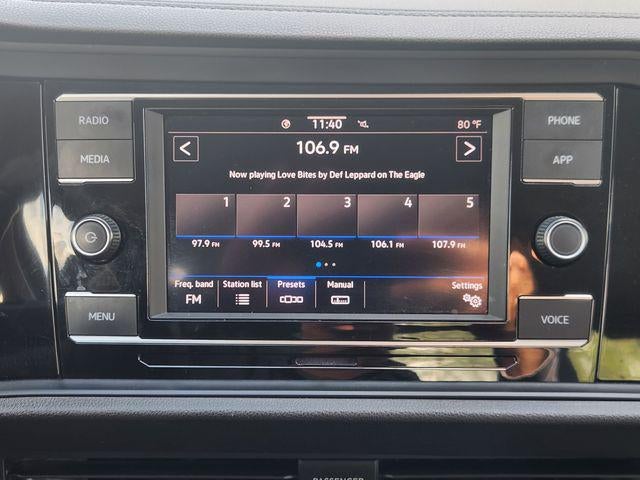 RADIO
MEDIA
MENU
11:40
80 °F
106.9 FM
Now playing Love Bites by Def Leppard on The Eagle
1 2 3 4 5
97.9 FM 99.5 FM 104.5 FM 106.1 FM 107.9 FM
Freq. band Station list Presets Manual Settings
FM
PHONE
APP
VOICE
PASSENGER